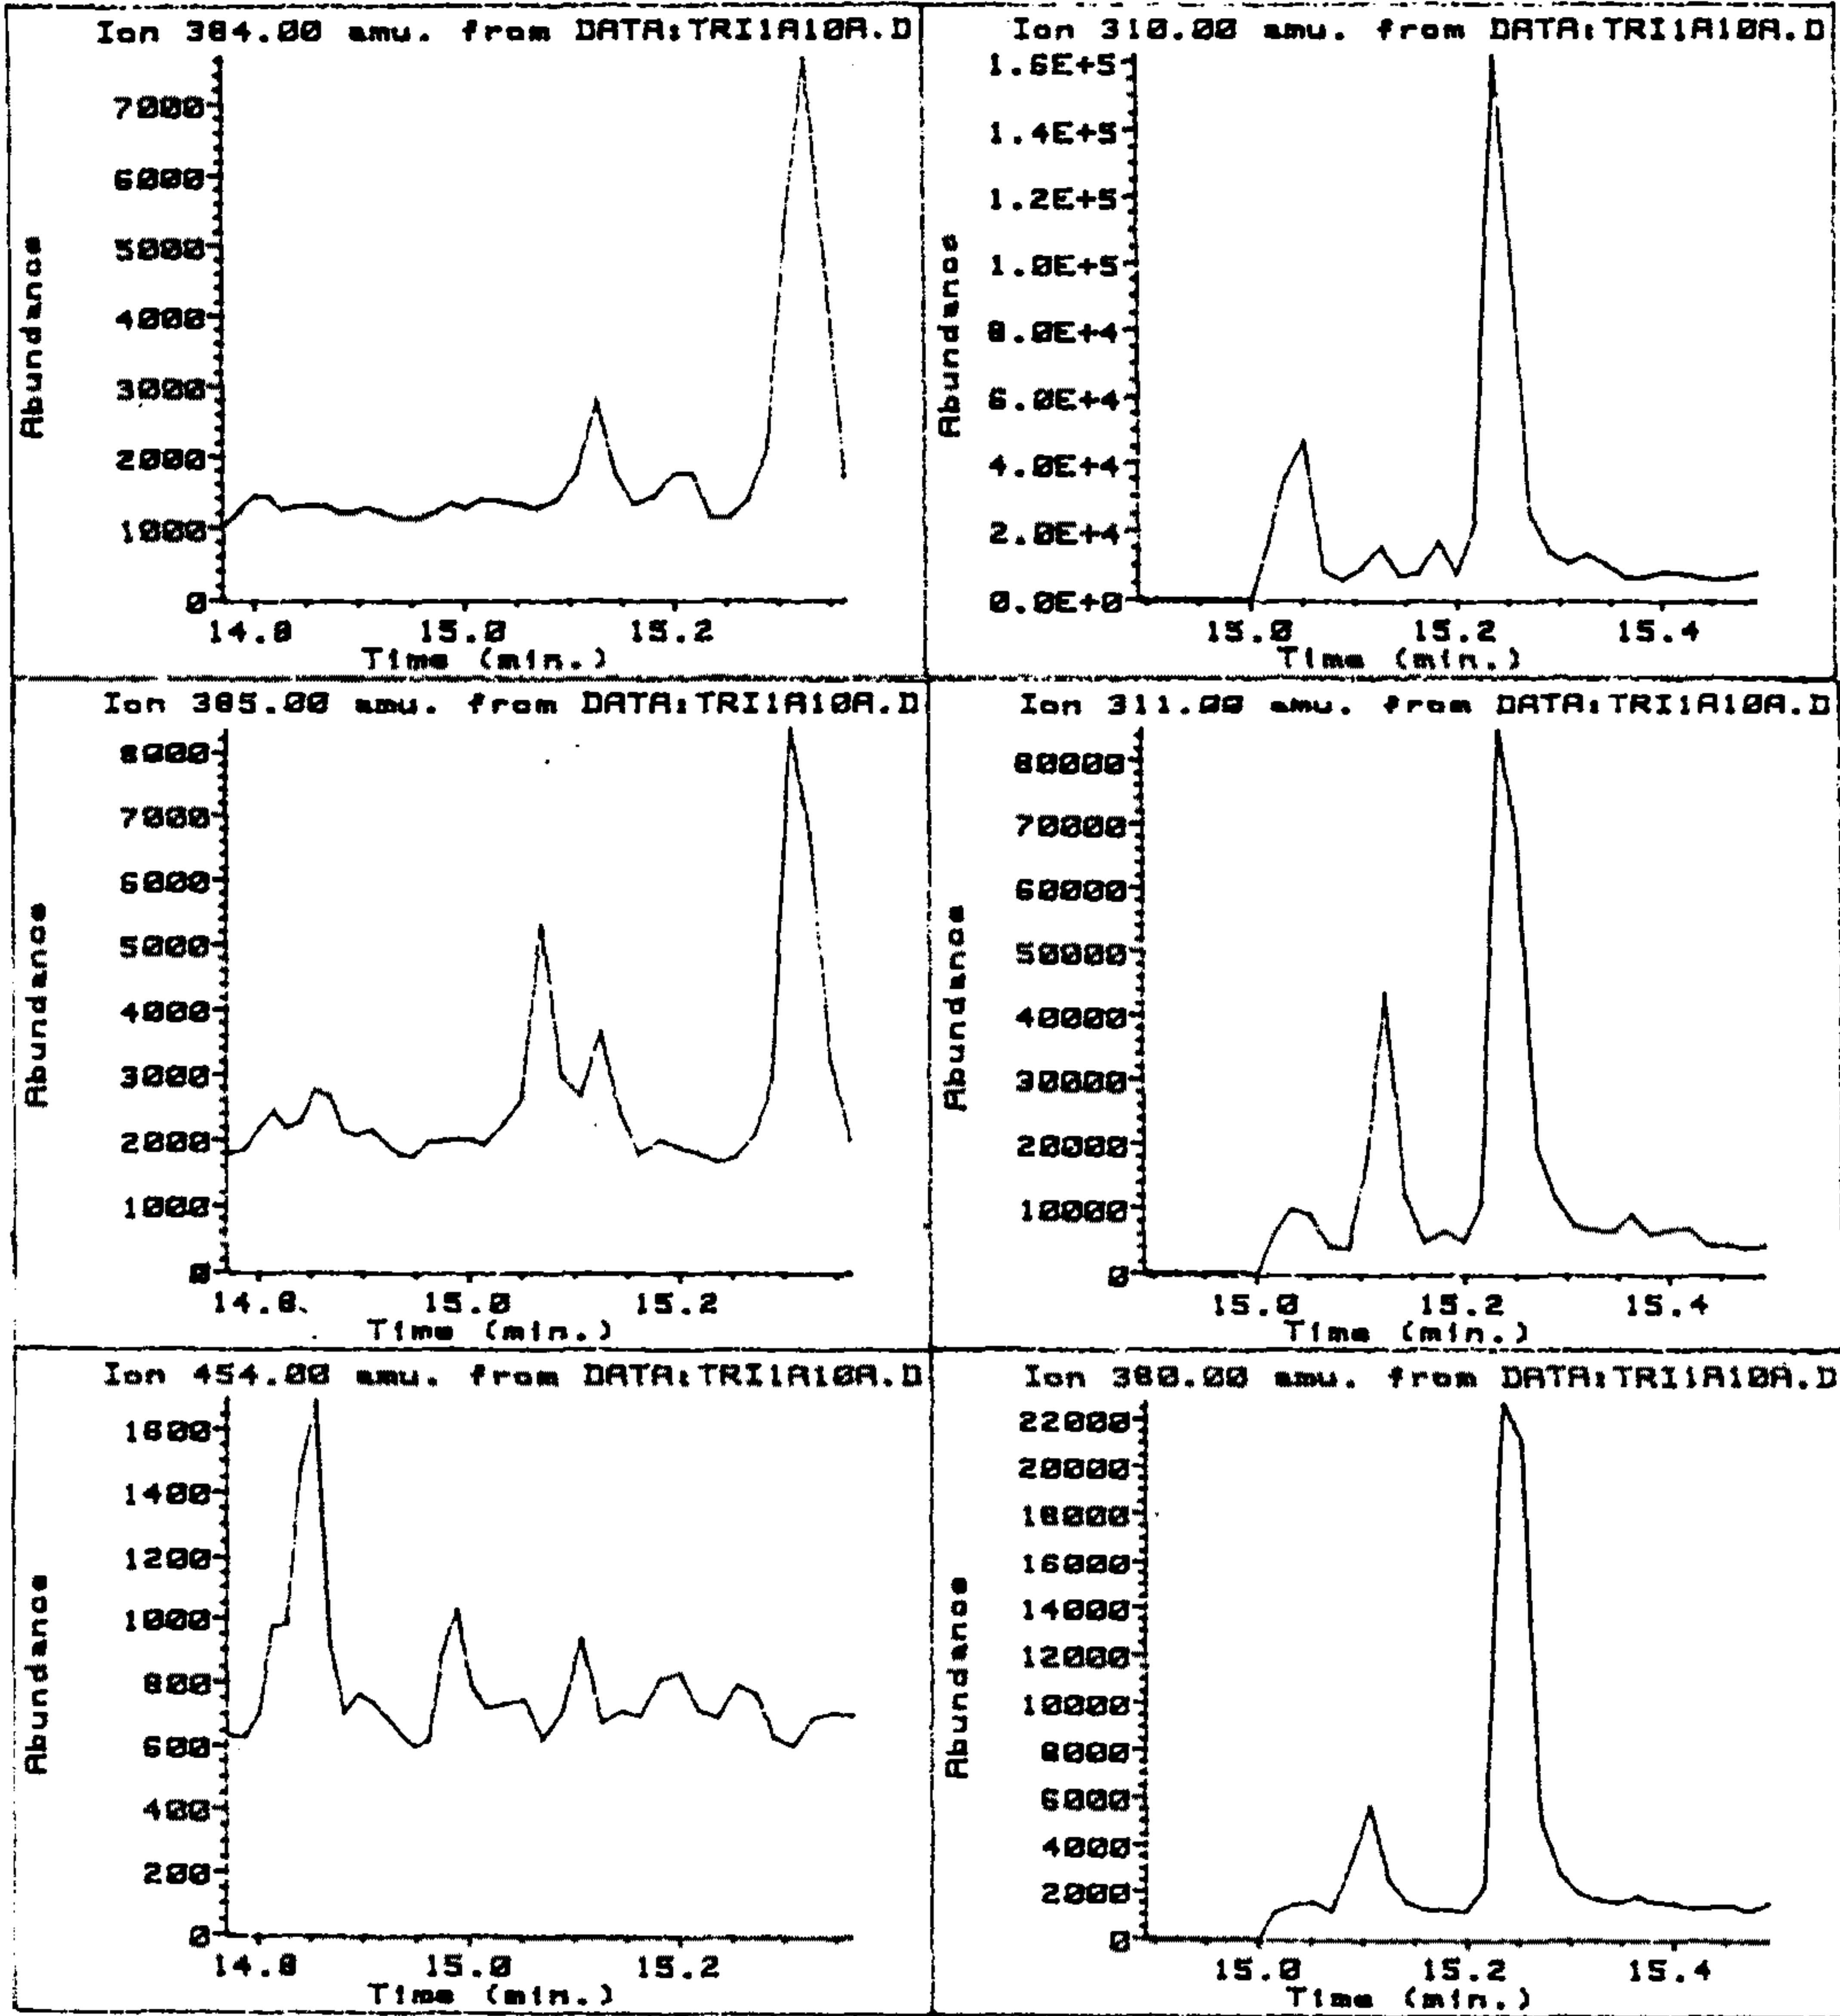 Ion 384.00 amu. from DATA:TRI1A10A.D
Abundance
7000
6000
5000
4000
3000
2000
1000
0
14.8 15.0 15.2
Time (min.)
Ion 310.00 amu. from DATA:TRI1A10A.D
Abundance
1.6E+5
1.4E+5
1.2E+5
1.0E+5
8.0E+4
6.0E+4
4.0E+4
2.0E+4
0.0E+0
15.0 15.2 15.4
Time (min.)
Ion 385.00 amu. from DATA:TRI1A10A.D
Abundance
8000
7000
6000
5000
4000
3000
2000
1000
0
14.8 15.0 15.2
Time (min.)
Ion 311.00 amu. from DATA:TRI1A10A.D
Abundance
80000
70000
60000
50000
40000
30000
20000
10000
0
15.0 15.2 15.4
Time (min.)
Ion 454.00 amu. from DATA:TRI1A10A.D
Abundance
1600
1400
1200
1000
800
600
400
200
0
14.8 15.0 15.2
Time (min.)
Ion 380.00 amu. from DATA:TRI1A10A.D
Abundance
22000
20000
18000
16000
14000
12000
10000
8000
6000
4000
2000
0
15.0 15.2 15.4
Time (min.)